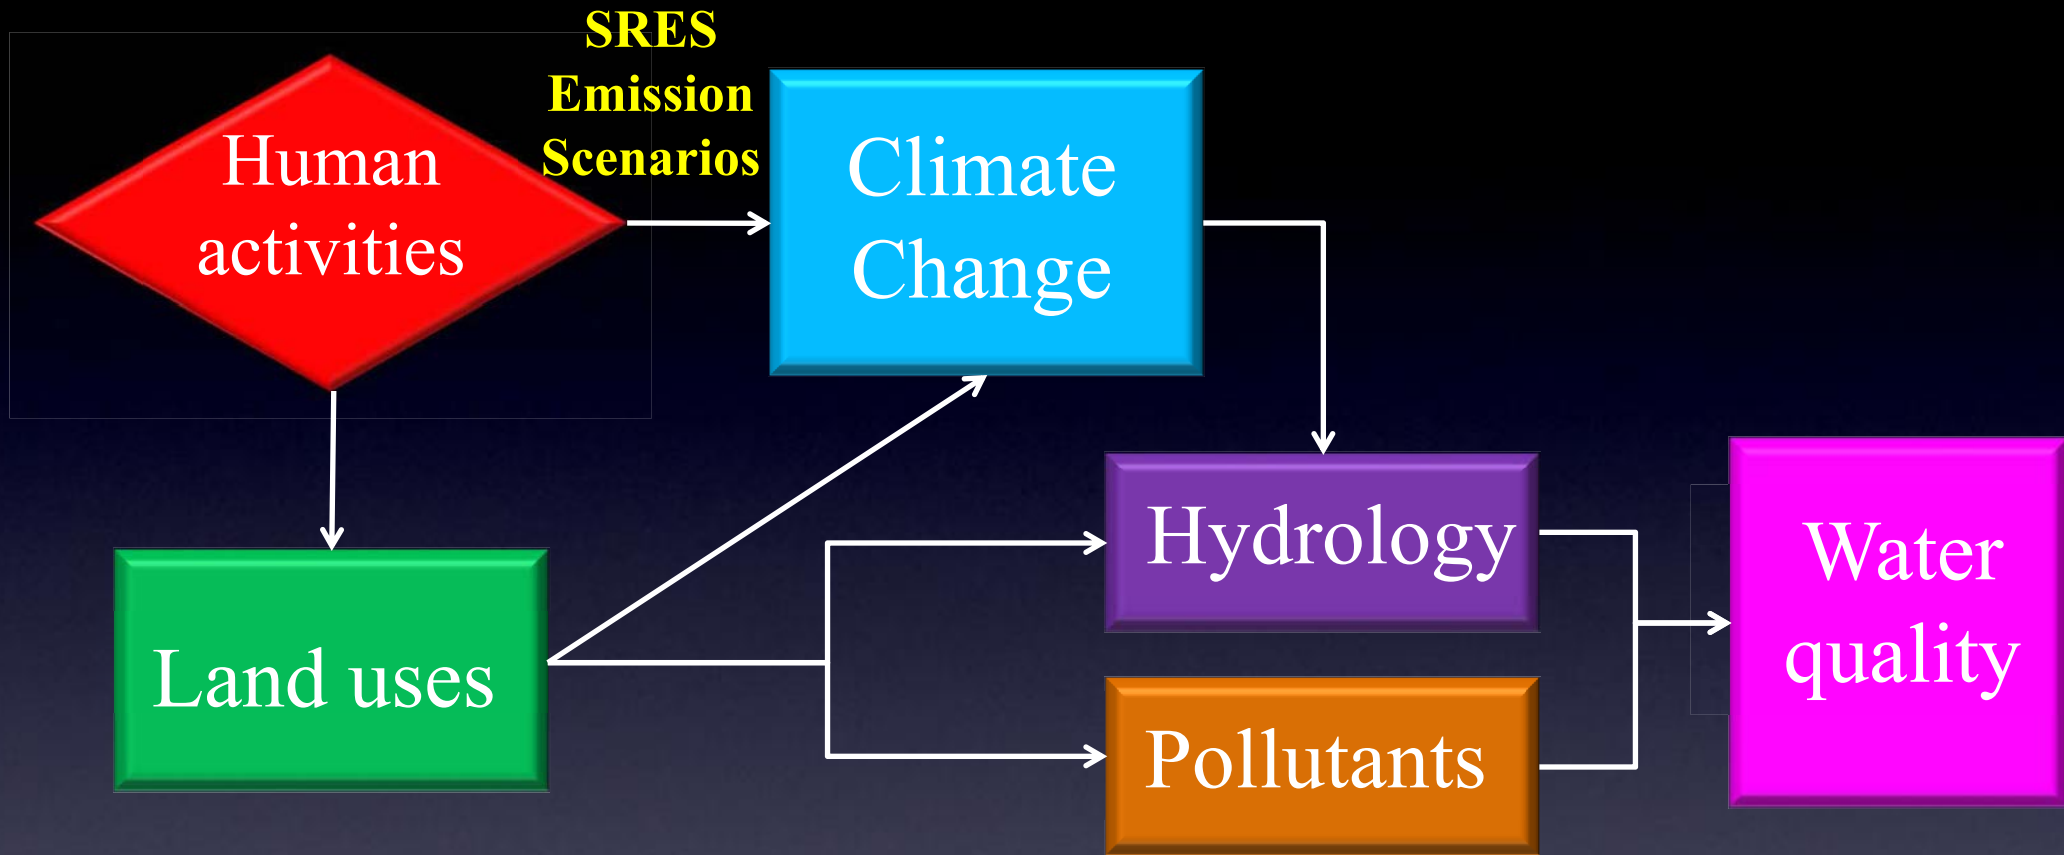 SRES
Emission
Scenarios
Human
activities
Climate
Change
Land uses
Hydrology
Pollutants
Water
quality